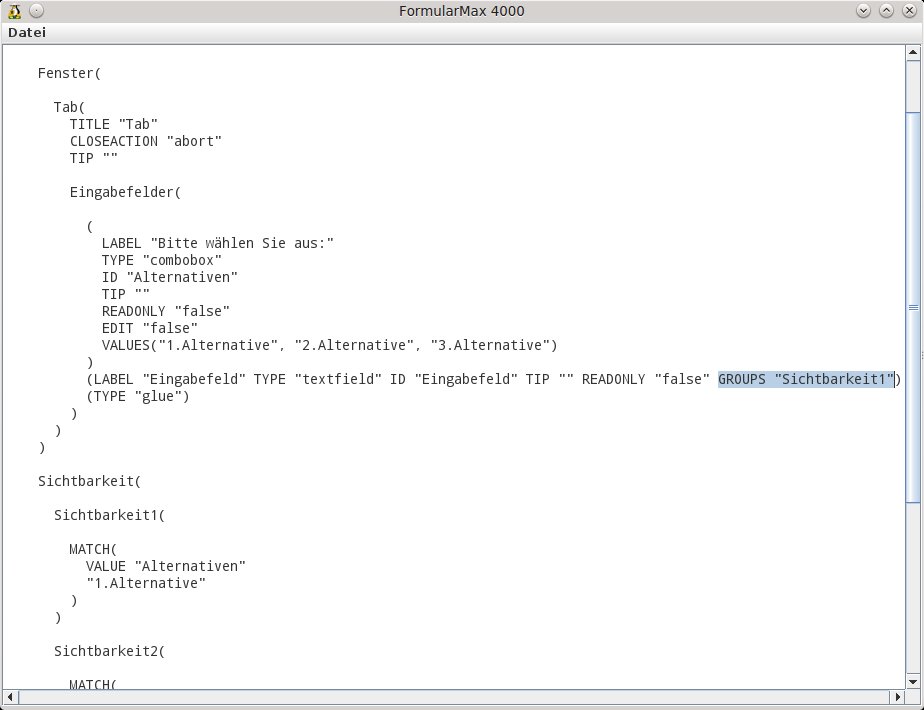 FormularMax 4000
Datei
Fenster(
Tab(
TITLE "Tab"
CLOSEACTION "abort"
TIP ""
Eingabefelder(
(
LABEL "Bitte wählen Sie aus:"
TYPE "combobox"
ID "Alternativen"
TIP ""
READONLY "false"
EDIT "false"
VALUES("1.Alternative", "2.Alternative", "3.Alternative")
)
(LABEL "Eingabefeld" TYPE "textfield" ID "Eingabefeld" TIP "" READONLY "false" GROUPS "Sichtbarkeit1")
(TYPE "glue")
)
)
)
Sichtbarkeit(
Sichtbarkeit1(
MATCH(
VALUE "Alternativen"
"1.Alternative"
)
)
Sichtbarkeit2(
MATCH(